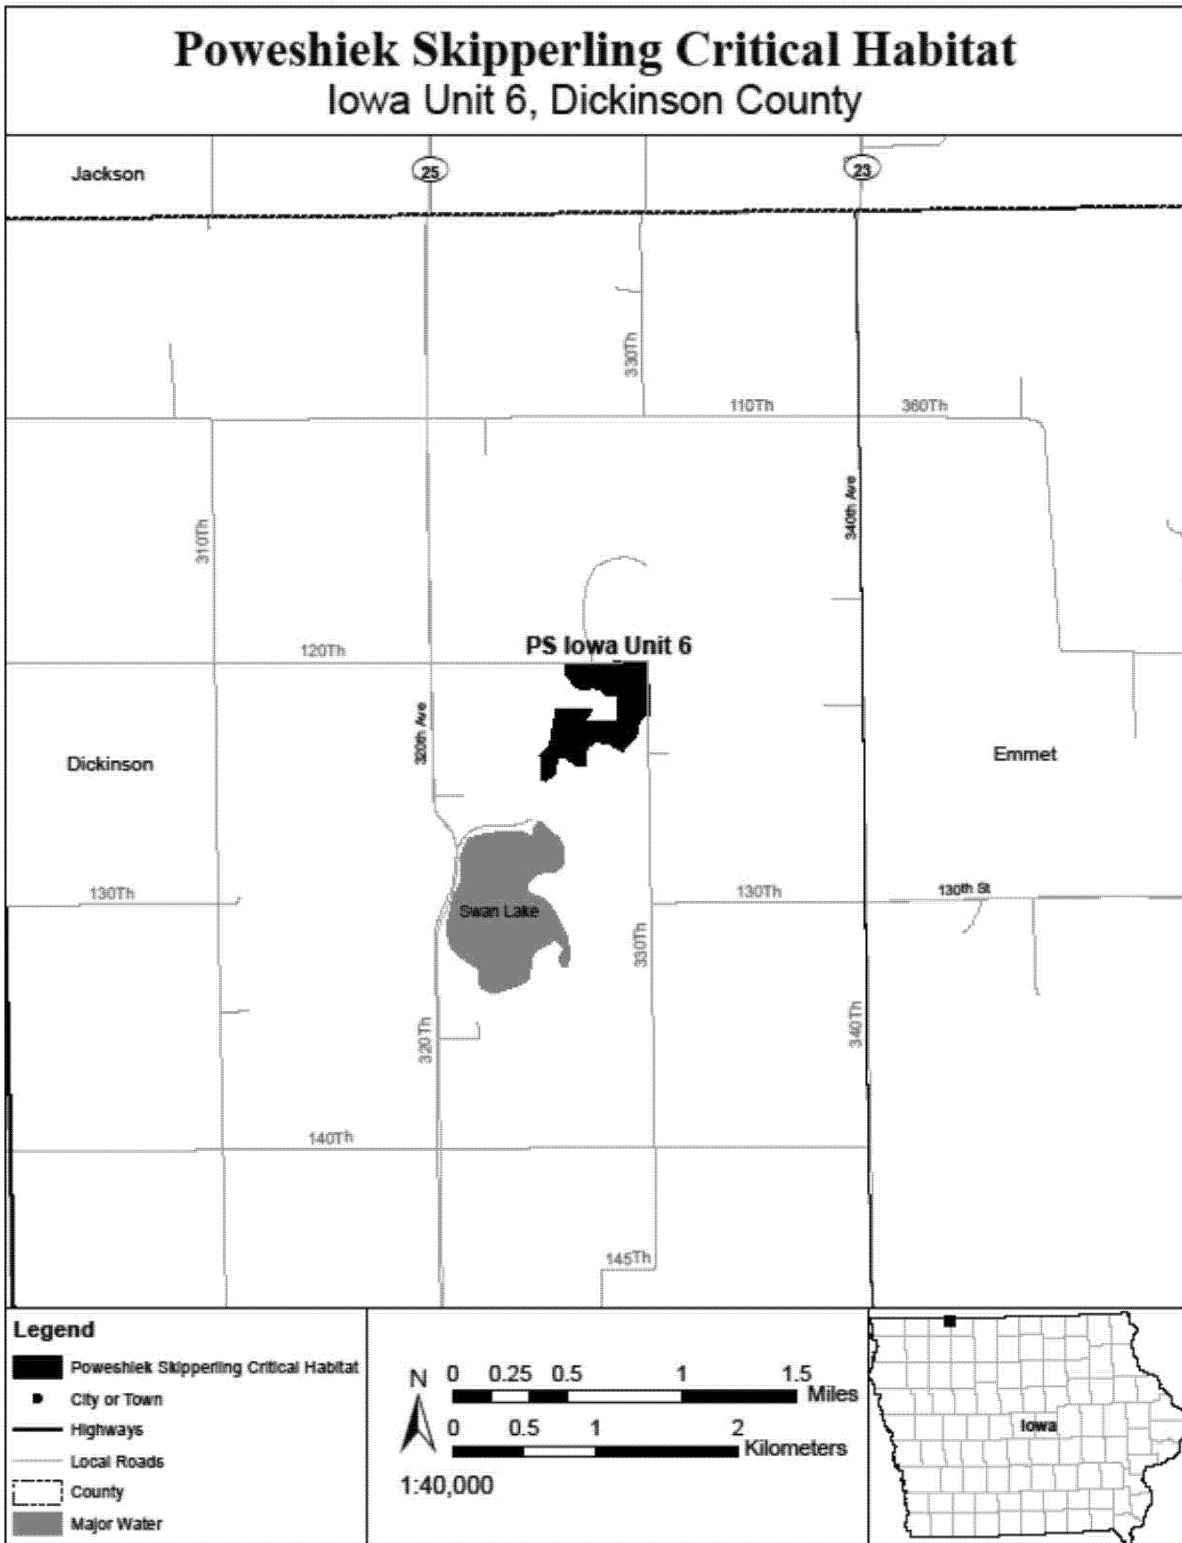 Poweshiek Skipperling Critical Habitat
Iowa Unit 6, Dickinson County
Jackson
25
23
330Th
110Th
360Th
340th Ave
310Th
120Th
PS Iowa Unit 6
320th Ave
Dickinson
Emmet
130Th
130Th
130th St
Swan Lake
330Th
320Th
340Th
140Th
145Th
Legend
Poweshiek Skipperling Critical Habitat
City or Town
Highways
Local Roads
County
Major Water
N
0 0.25 0.5 1 1.5
Miles
0 0.5 1 2
Kilometers
1:40,000
Iowa